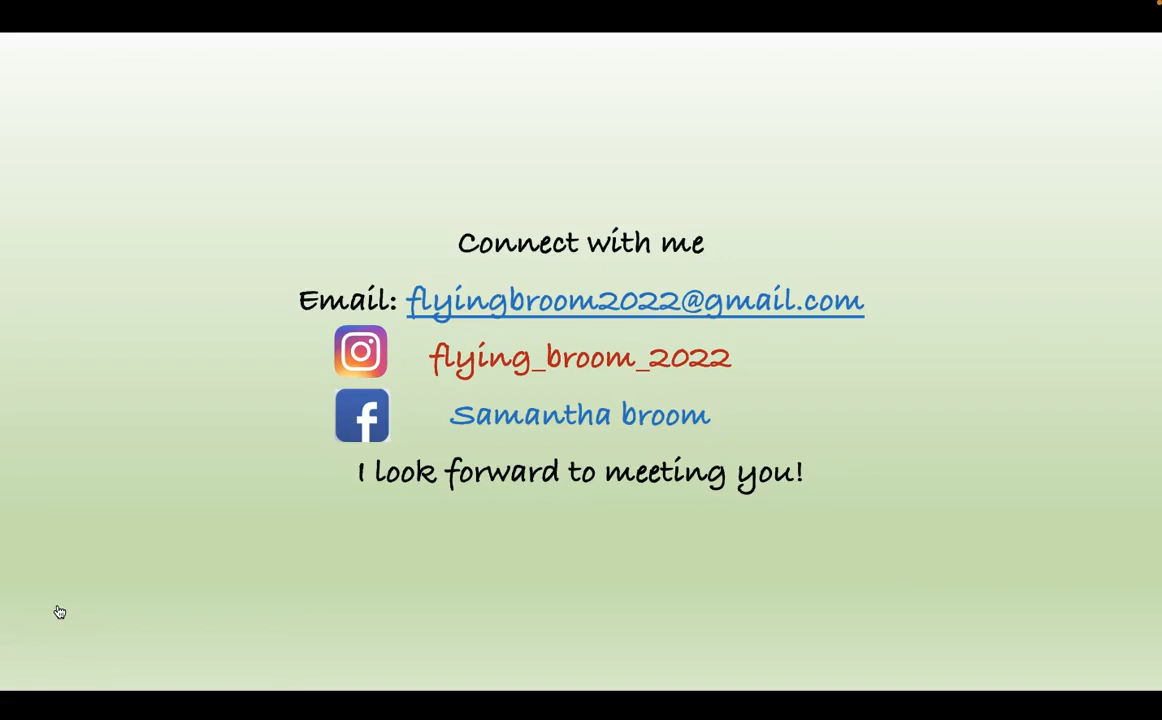 Connect with me
Email: flyingbroom2022@gmail.com
flying_broom_2022
Samantha broom
I look forward to meeting you!